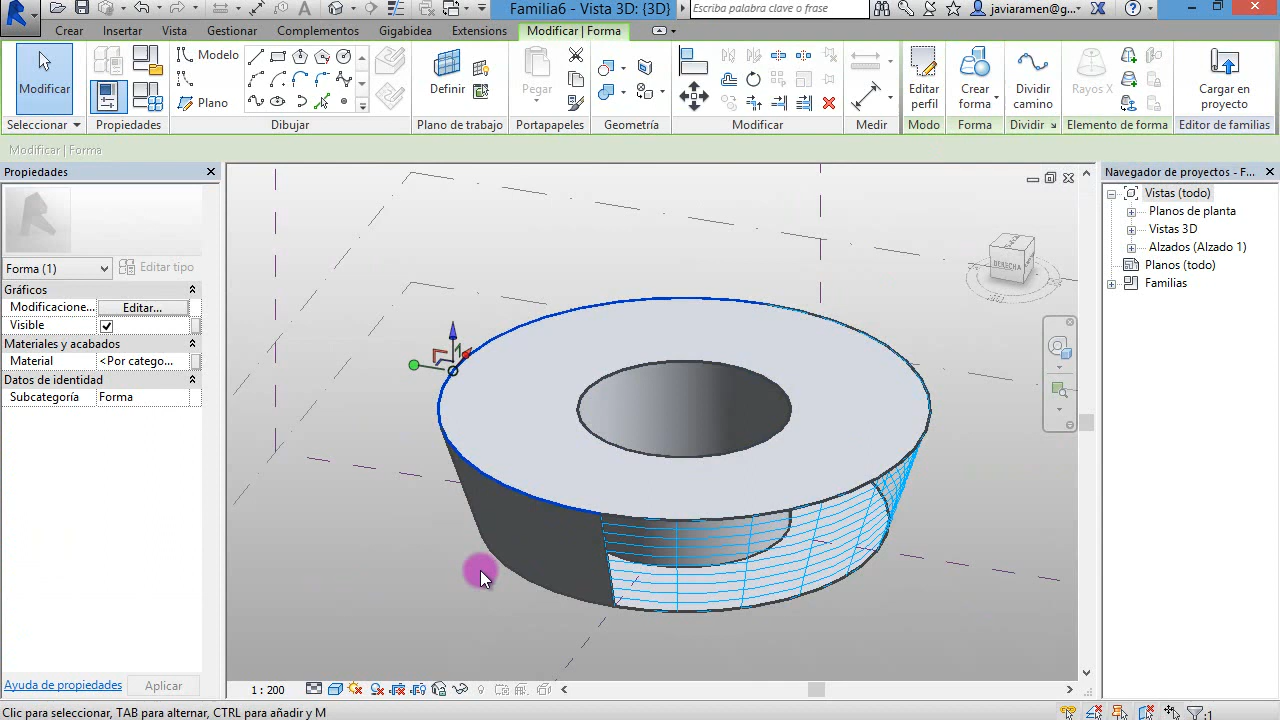 Familia6 - Vista 3D: {3D}
Escriba palabra clave o frase
javiaramen@g...
Crear
Insertar
Vista
Gestionar
Complementos
Gigabidea
Extensions
Modificar | Forma
Modificar
Modelo
Plano
Definir
Pegar
Editar
perfil
Crear
forma
Dividir
camino
Rayos X
Cargar en
proyecto
Seleccionar
Propiedades
Dibujar
Plano de trabajo
Portapapeles
Geometría
Modificar
Medir
Modo
Forma
Dividir
Elemento de forma
Editor de familias
Modificar | Forma
Propiedades
Forma (1)
Editar tipo
Gráficos
Modificacione...
Editar...
Visible
Materiales y acabados
Material
<Por catego...
Datos de identidad
Subcategoría
Forma
Ayuda de propiedades
Aplicar
DERECHA
1 : 200
Navegador de proyectos - F...
Vistas (todo)
Planos de planta
Vistas 3D
Alzados (Alzado 1)
Planos (todo)
Familias
Clic para seleccionar, TAB para alternar, CTRL para añadir y M
:1